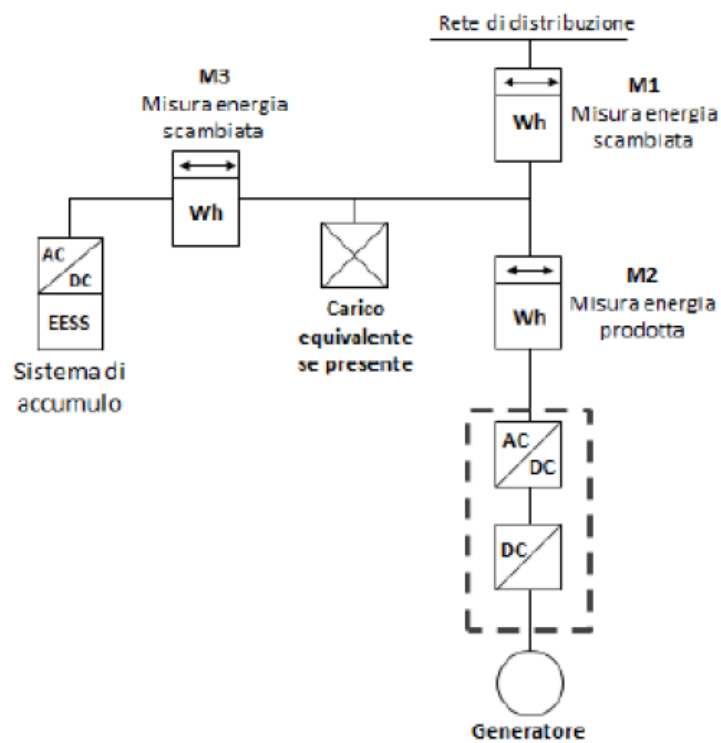 Rete di distribuzione
M3
Misura energia
scambiata
Wh
M1
Misura energia
scambiata
Wh
AC
DC
EESS
Sistema di
accumulo
Carico
equivalente
se presente
M2
Misura energia
prodotta
Wh
AC
DC
DC
Generatore